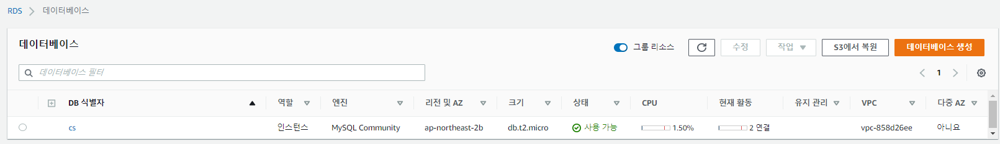 RDS > 데이터베이스
데이터베이스
그룹 리소스
수정
작업
S3에서 복원
데이터베이스 생성
데이터베이스 필터
1
DB 식별자 역할 엔진 리전 및 AZ 크기 상태 CPU 현재 활동 유지 관리 VPC 다중 AZ
cs 인스턴스 MySQL Community ap-northeast-2b db.t2.micro 사용 가능 1.50% 2 연결 vpc-858d26ee 아니요